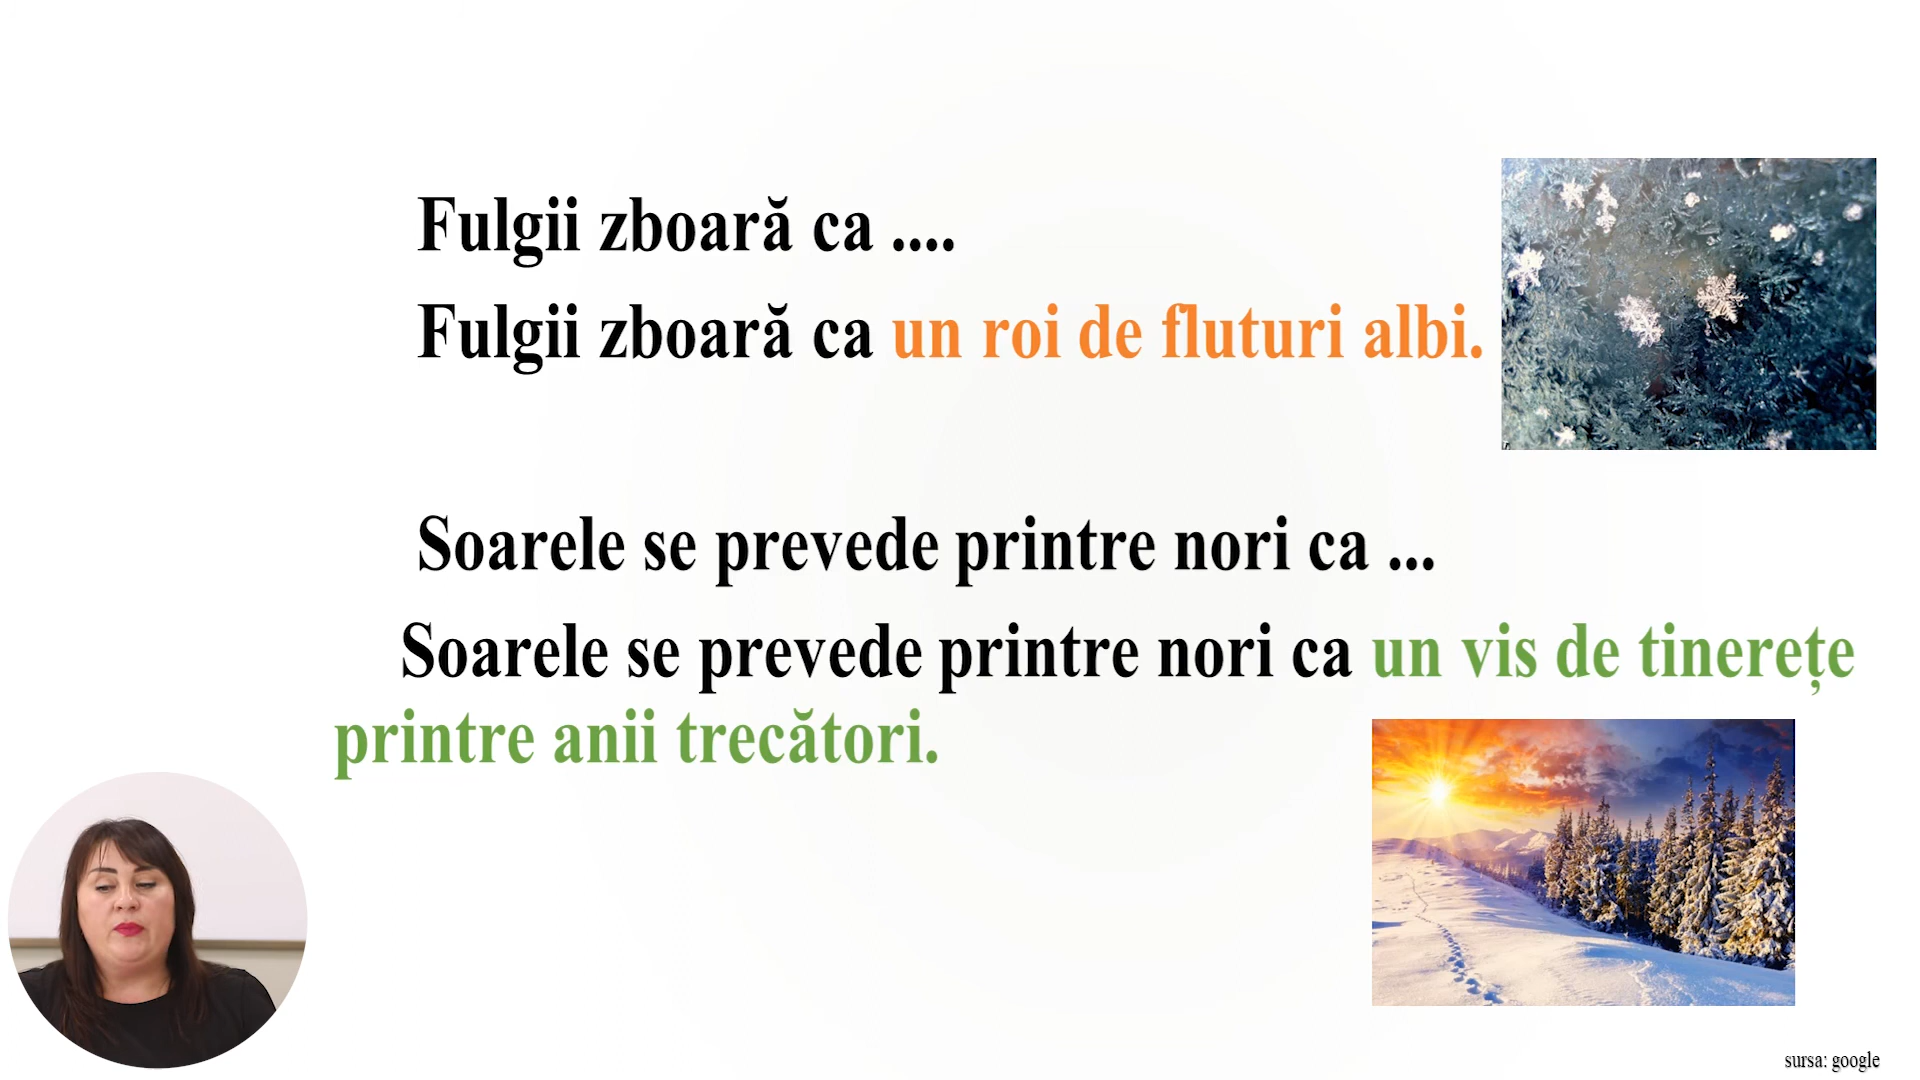 Fulgii zboară ca ....
Fulgii zboară ca un roi de fluturi albi.
Soarele se prevede printre nori ca ...
Soarele se prevede printre nori ca un vis de tinerețe
printre anii trecători.
sursa: google